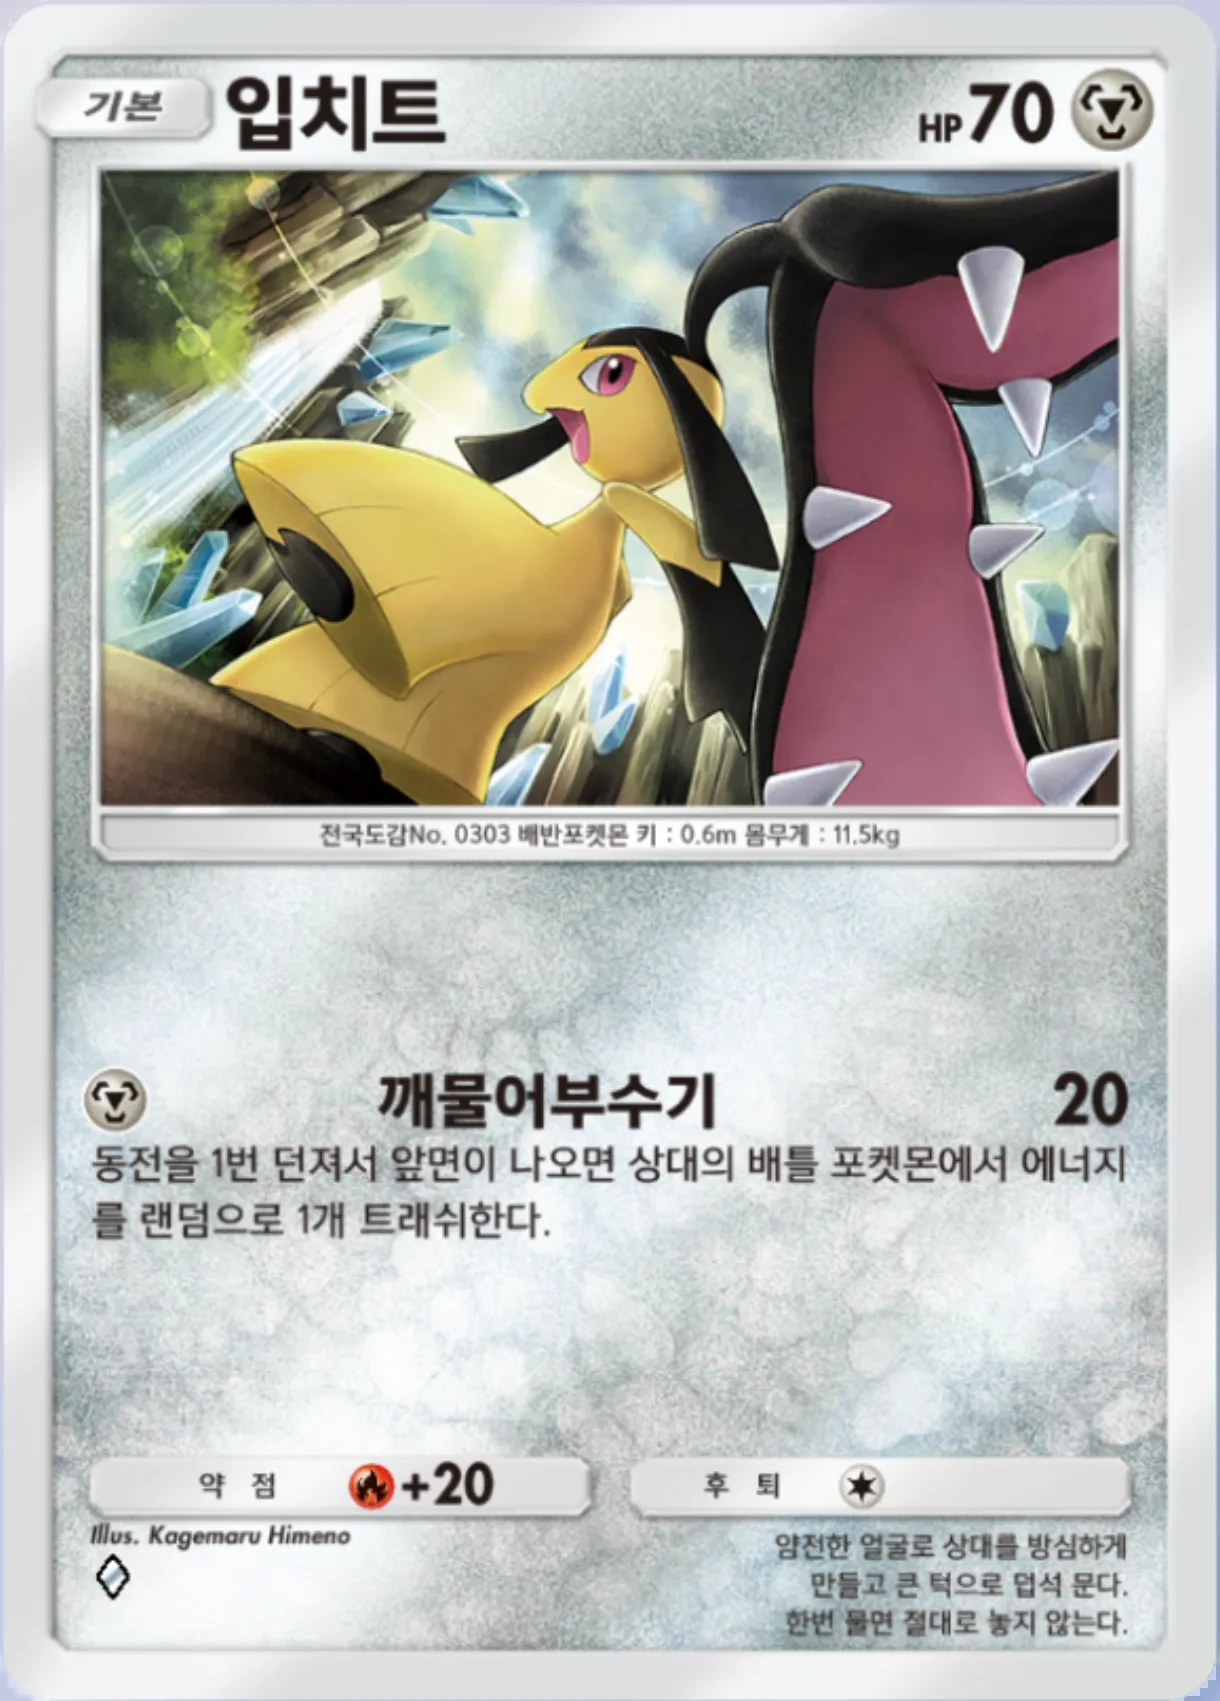 기본
입치트
HP 70
전국도감No. 0303 배반포켓몬 키 : 0.6m 몸무게 : 11.5kg
깨물어부수기 20
동전을 1번 던져서 앞면이 나오면 상대의 배틀 포켓몬에서 에너지
를 랜덤으로 1개 트래쉬한다.
약점 +20
후퇴
Illus. Kagemaru Himeno
얌전한 얼굴로 상대를 방심하게
만들고 큰 턱으로 덥석 문다.
한번 물면 절대로 놓지 않는다.